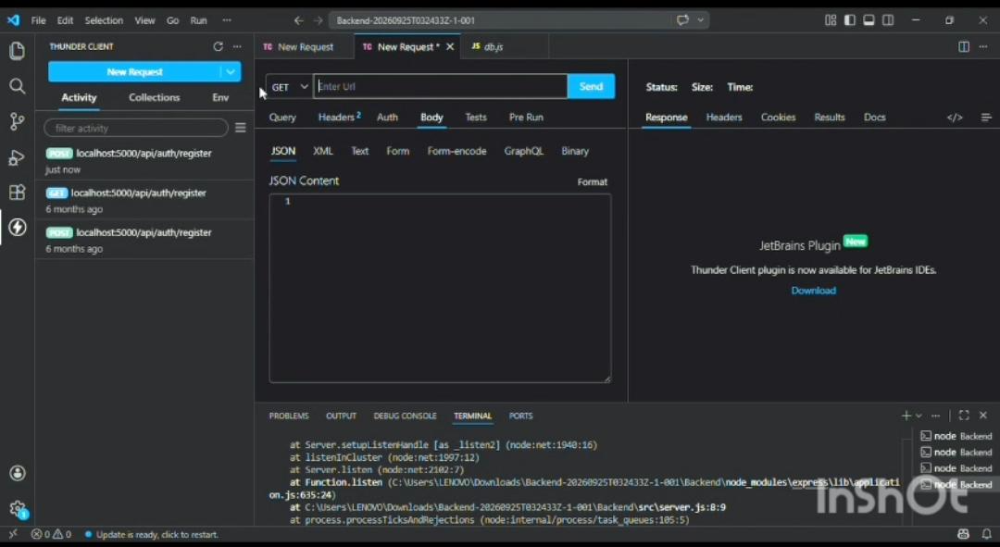 File Edit Selection View Go Run ... Backend-20260925T032433Z-1-001
THUNDER CLIENT
New Request
Activity Collections Env
filter activity
POST localhost:5000/api/auth/register
just now
GET localhost:5000/api/auth/register
6 months ago
POST localhost:5000/api/auth/register
6 months ago
TC New Request TC New Request * JS db.js
GET Enter Url Send
Query Headers 2 Auth Body Tests Pre Run
JSON XML Text Form Form-encode GraphQL Binary
JSON Content Format
1
Status: Size: Time:
Response Headers Cookies Results Docs </>
JetBrains Plugin New
Thunder Client plugin is now available for JetBrains IDEs.
Download
PROBLEMS OUTPUT DEBUG CONSOLE TERMINAL PORTS
at Server.setupListenHandle [as _listen2] (node:net:1940:16)
at listenInCluster (node:net:1997:12)
at Server.listen (node:net:2102:7)
at Function.listen (C:\Users\LENOVO\Downloads\Backend-20260925T032433Z-1-001\Backend\node_modules\express\lib\applicati
on.js:635:24)
at C:\Users\LENOVO\Downloads\Backend-20260925T032433Z-1-001\Backend\src\server.js:8:9
at process.processTicksAndRejections (node:internal/process/task_queues:105:5)
node Backend
node Backend
node Backend
node Backend
InShOt
1
0 0 Update is ready, click to restart.